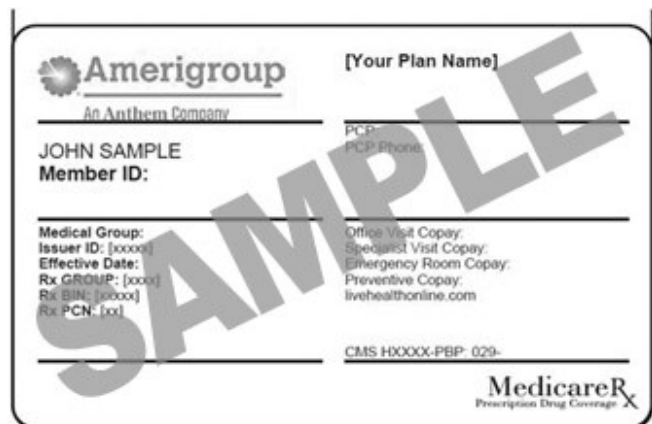 Amerigroup
An Anthem Company
[Your Plan Name]
JOHN SAMPLE
Member ID:
PCP:
PCP Phone:
Medical Group:
Issuer ID: [xxxxx]
Effective Date:
Rx GROUP: [xxxx]
Rx BIN: [xxxxx]
Rx PCN: [xx]
Office Visit Copay:
Specialist Visit Copay:
Emergency Room Copay:
Preventive Copay:
livehealthonline.com
CMS HXXXX-PBP: 029-
MedicareRx
Prescription Drug Coverage
SAMPLE